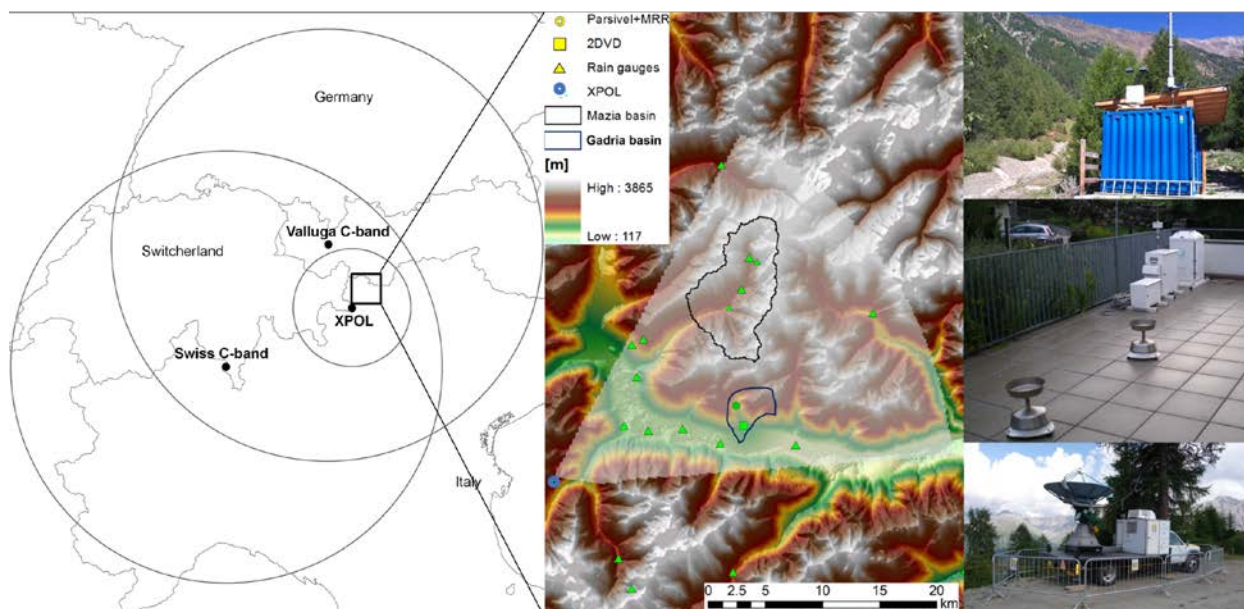 Germany
Switcherland
Valluga C-band
XPOL
Swiss C-band
Italy
Parsivel+MRR
2DVD
Rain gauges
XPOL
Mazia basin
Gadria basin
[m]
High : 3865
Low : 117
0 2.5 5 10 15 20
km